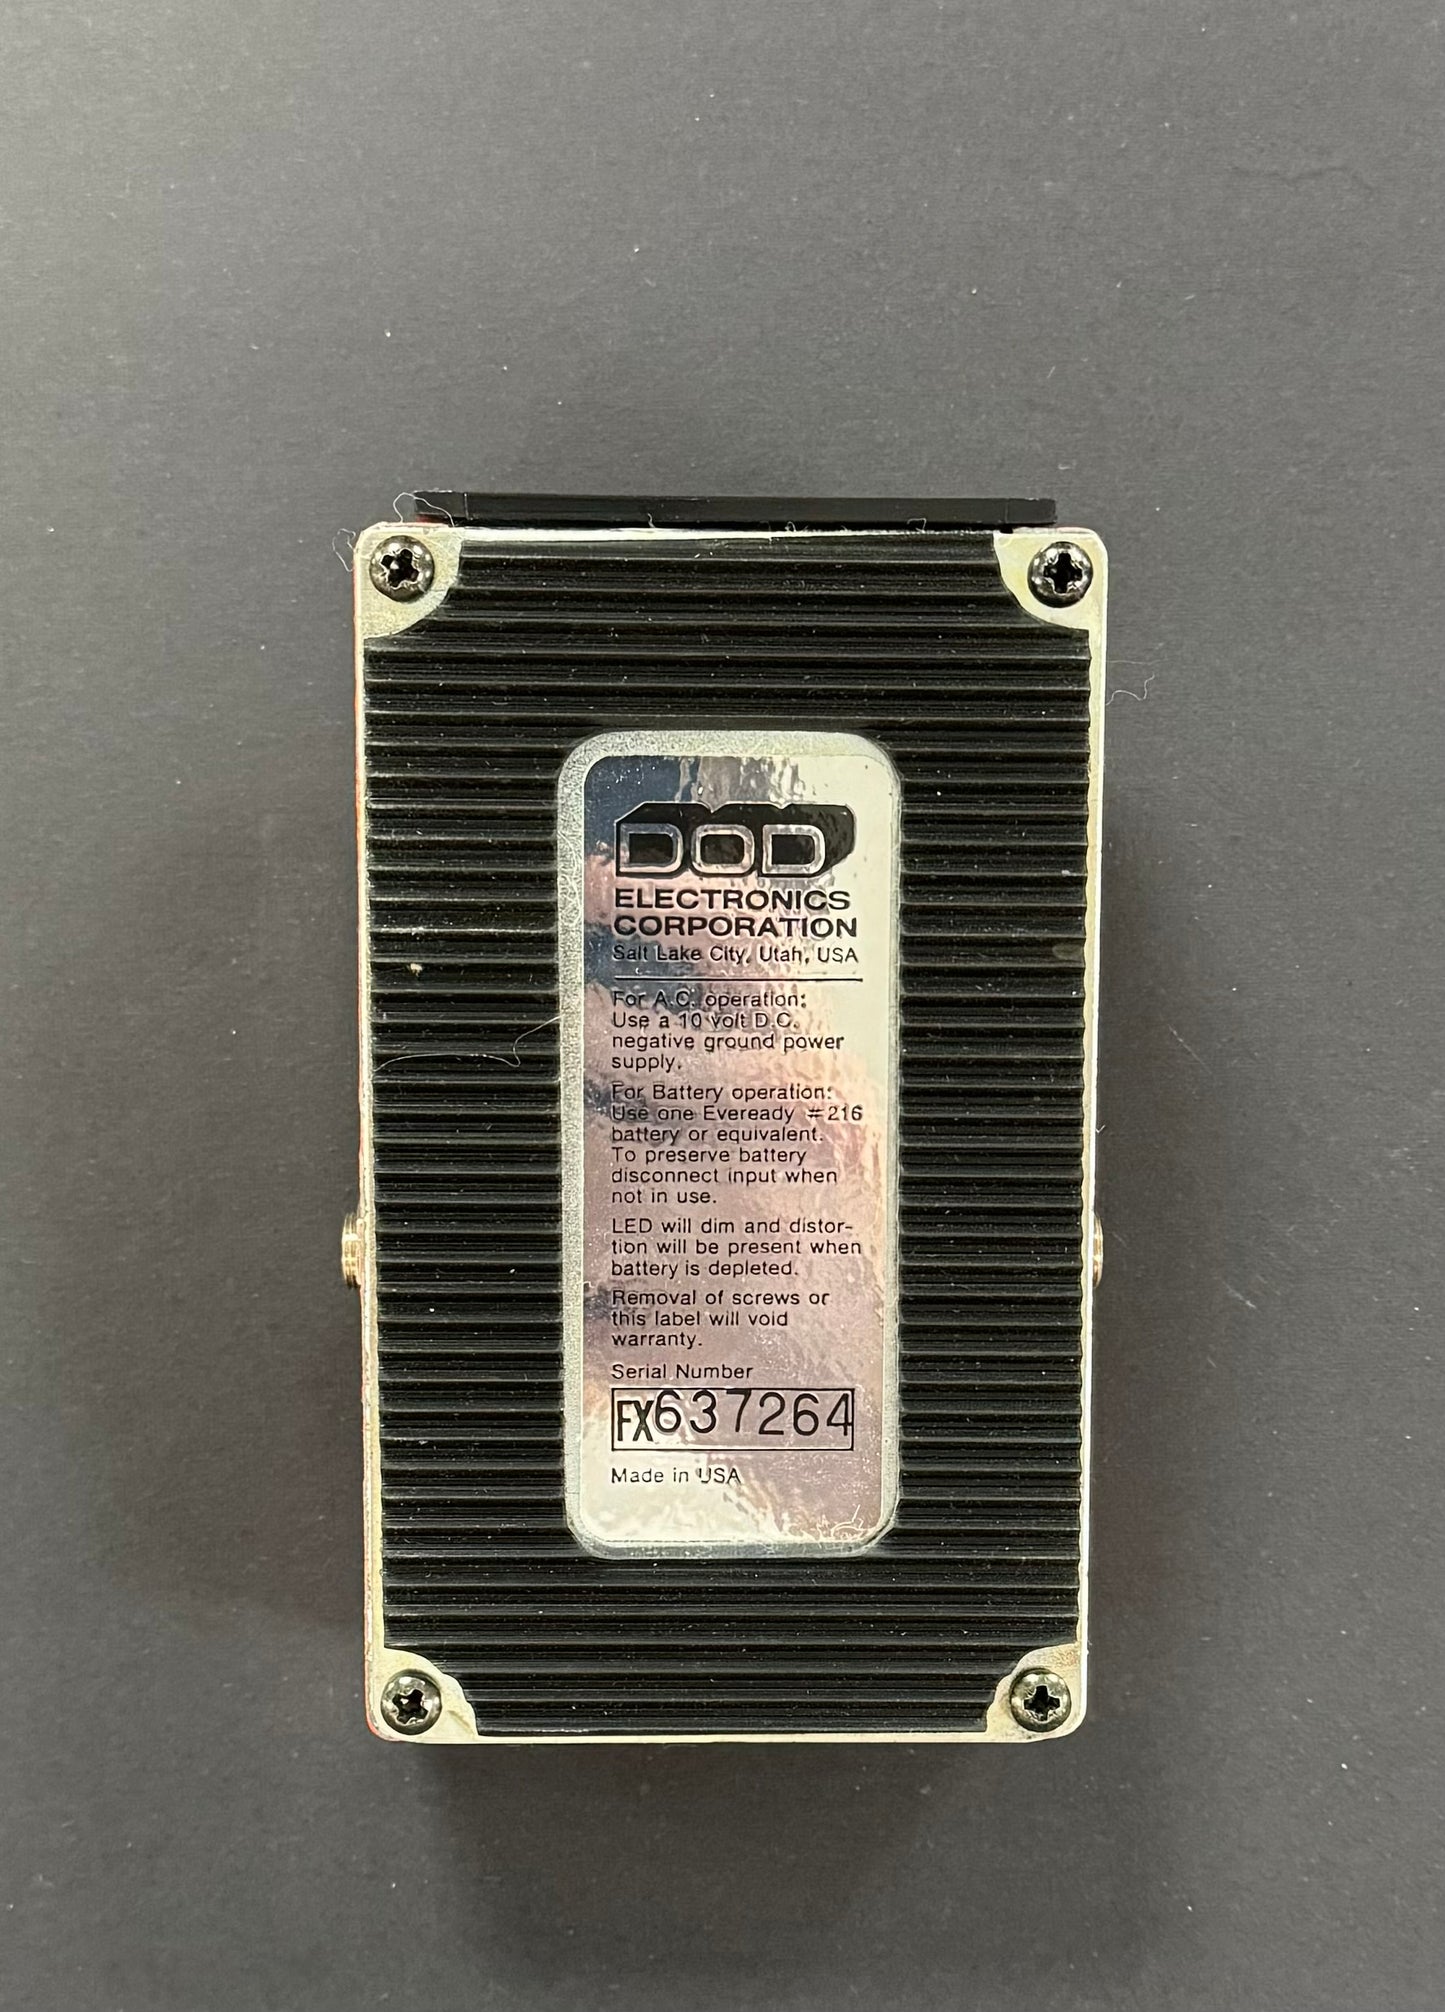 DOD
ELECTRONICS
CORPORATION
Salt Lake City, Utah, USA
For A.C. operation:
Use a 10 volt D.C.
negative ground power
supply.
For Battery operation:
Use one Eveready #216
battery or equivalent.
To preserve battery
disconnect input when
not in use.
LED will dim and distor-
tion will be present when
battery is depleted.
Removal of screws or
this label will void
warranty.
Serial Number
FX637264
Made in USA